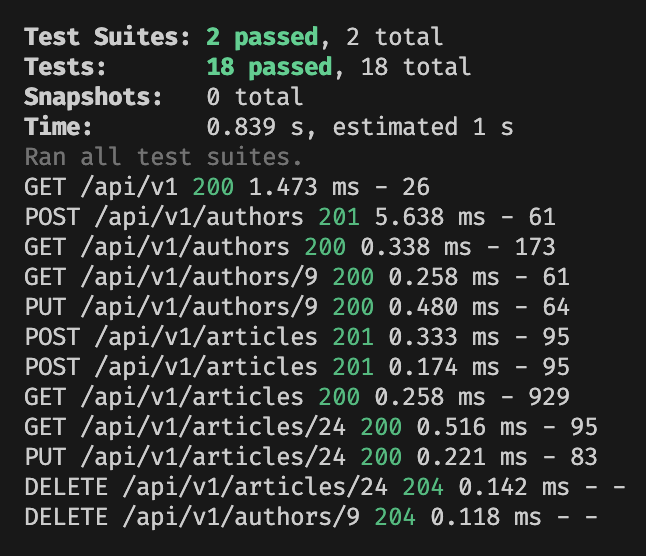 Test Suites: 2 passed, 2 total
Tests:       18 passed, 18 total
Snapshots:   0 total
Time:        0.839 s, estimated 1 s
Ran all test suites.
GET /api/v1 200 1.473 ms - 26
POST /api/v1/authors 201 5.638 ms - 61
GET /api/v1/authors 200 0.338 ms - 173
GET /api/v1/authors/9 200 0.258 ms - 61
PUT /api/v1/authors/9 200 0.480 ms - 64
POST /api/v1/articles 201 0.333 ms - 95
POST /api/v1/articles 201 0.174 ms - 95
GET /api/v1/articles 200 0.258 ms - 929
GET /api/v1/articles/24 200 0.516 ms - 95
PUT /api/v1/articles/24 200 0.221 ms - 83
DELETE /api/v1/articles/24 204 0.142 ms - -
DELETE /api/v1/authors/9 204 0.118 ms - -